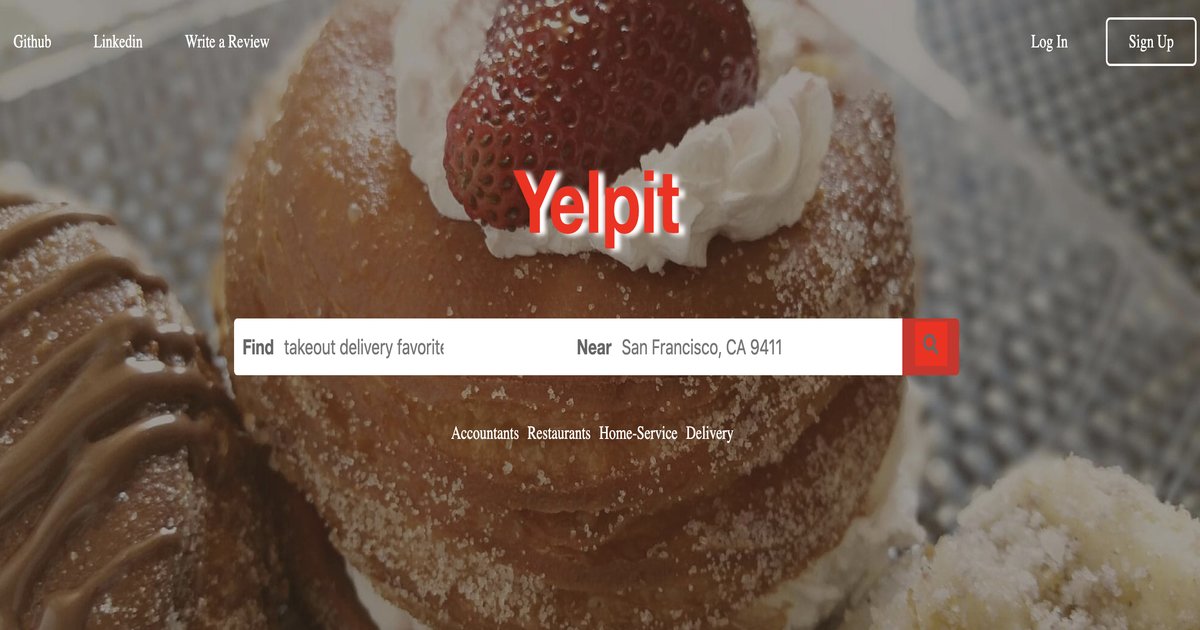 Github Linkedin Write a Review Log In Sign Up
Yelpit
Find takeout delivery favorite Near San Francisco, CA 9411
Accountants Restaurants Home-Service Delivery